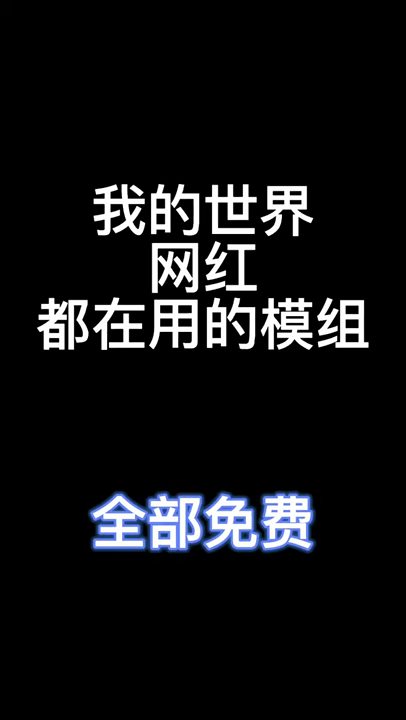 我的世界
网红
都在用的模组
全部免费